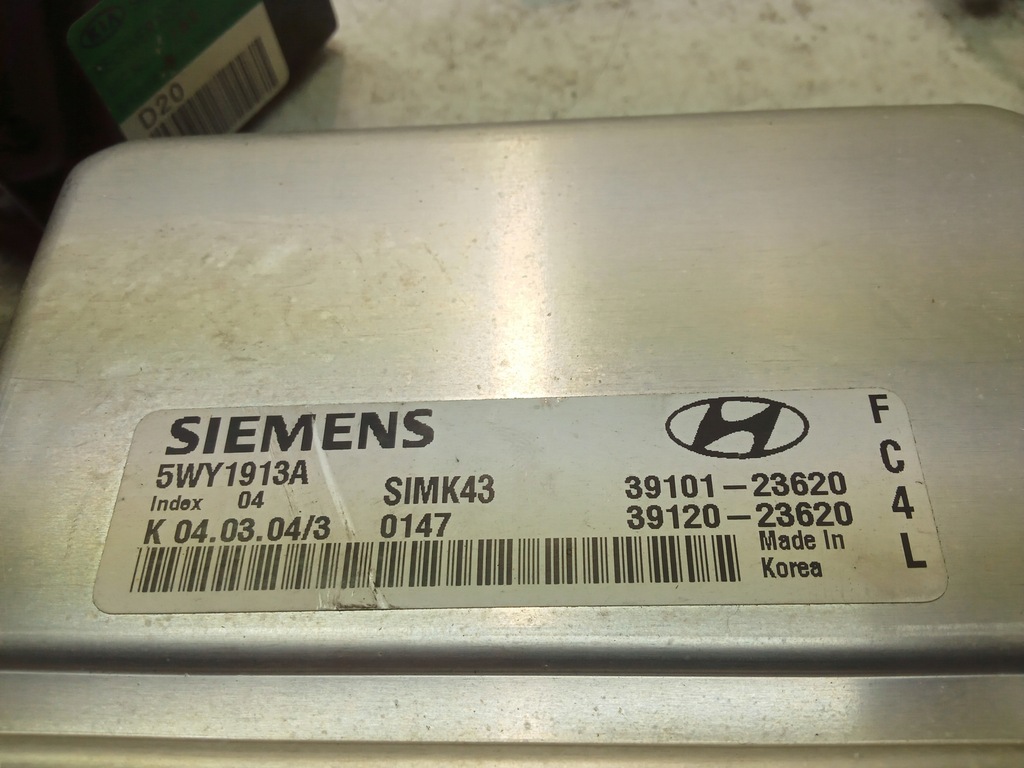 KIA
D20
SIEMENS
5WY1913A
Index 04
SIMK43
K 04.03.04/3 0147
39101-23620
39120-23620
Made In
Korea
F
C
4
L